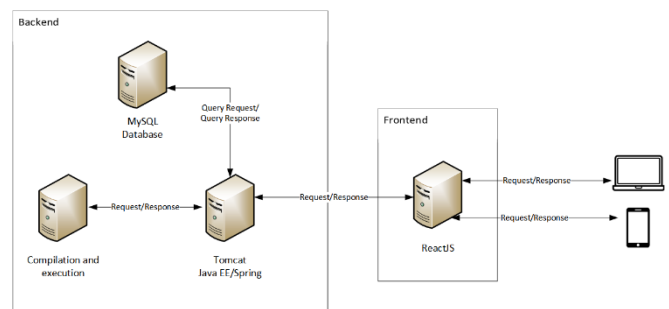 Backend
MySQL
Database
Query Request/
Query Response
Compilation and
execution
Request/Response
Tomcat
Java EE/Spring
Request/Response
Frontend
ReactJS
Request/Response
Request/Response